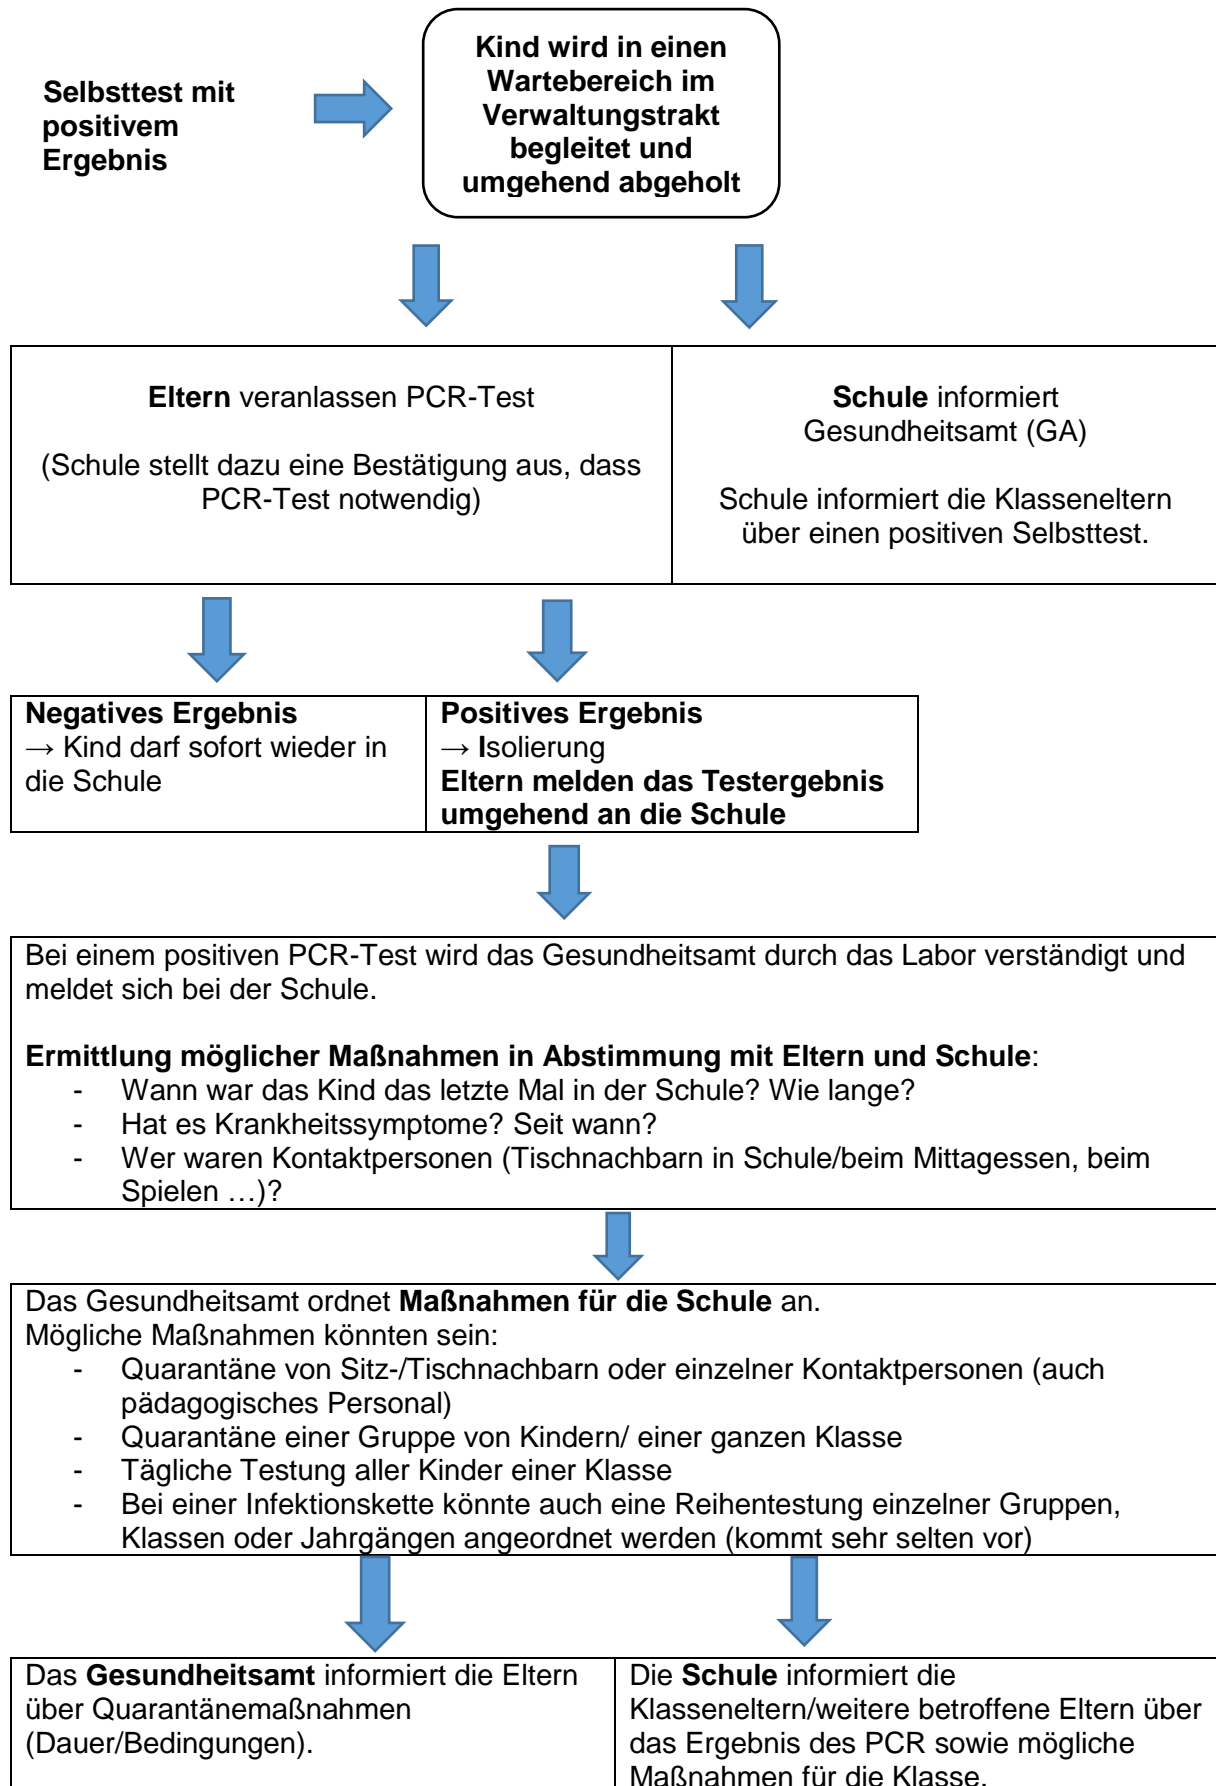 Selbsttest mit
positivem
Ergebnis
Kind wird in einen
Wartebereich im
Verwaltungstrakt
begleitet und
umgehend abgeholt
Eltern veranlassen PCR-Test
(Schule stellt dazu eine Bestätigung aus, dass
PCR-Test notwendig)
Schule informiert
Gesundheitsamt (GA)
Schule informiert die Klasseneltern
über einen positiven Selbsttest.
Negatives Ergebnis
→ Kind darf sofort wieder in
die Schule
Positives Ergebnis
→ Isolierung
Eltern melden das Testergebnis
umgehend an die Schule
Bei einem positiven PCR-Test wird das Gesundheitsamt durch das Labor verständigt und
meldet sich bei der Schule.
Ermittlung möglicher Maßnahmen in Abstimmung mit Eltern und Schule:
- Wann war das Kind das letzte Mal in der Schule? Wie lange?
- Hat es Krankheitssymptome? Seit wann?
- Wer waren Kontaktpersonen (Tischnachbarn in Schule/beim Mittagessen, beim
Spielen …)?
Das Gesundheitsamt ordnet Maßnahmen für die Schule an.
Mögliche Maßnahmen könnten sein:
- Quarantäne von Sitz-/Tischnachbarn oder einzelner Kontaktpersonen (auch
pädagogisches Personal)
- Quarantäne einer Gruppe von Kindern/ einer ganzen Klasse
- Tägliche Testung aller Kinder einer Klasse
- Bei einer Infektionskette könnte auch eine Reihentestung einzelner Gruppen,
Klassen oder Jahrgängen angeordnet werden (kommt sehr selten vor)
Das Gesundheitsamt informiert die Eltern
über Quarantänemaßnahmen
(Dauer/Bedingungen).
Die Schule informiert die
Klasseneltern/weitere betroffene Eltern über
das Ergebnis des PCR sowie mögliche
Maßnahmen für die Klasse.